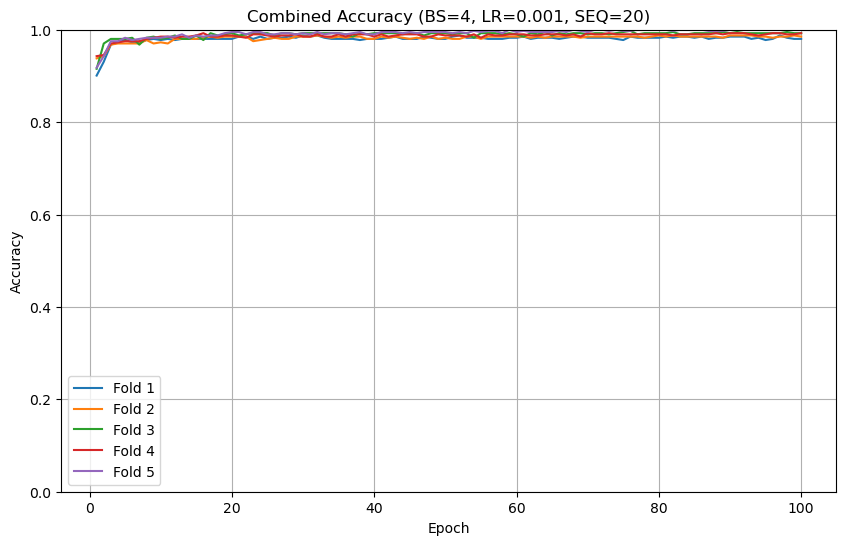 Combined Accuracy (BS=4, LR=0.001, SEQ=20)
1.0
0.8
0.6
0.4
0.2
0.0
Accuracy
Fold 1
Fold 2
Fold 3
Fold 4
Fold 5
0 20 40 60 80 100
Epoch